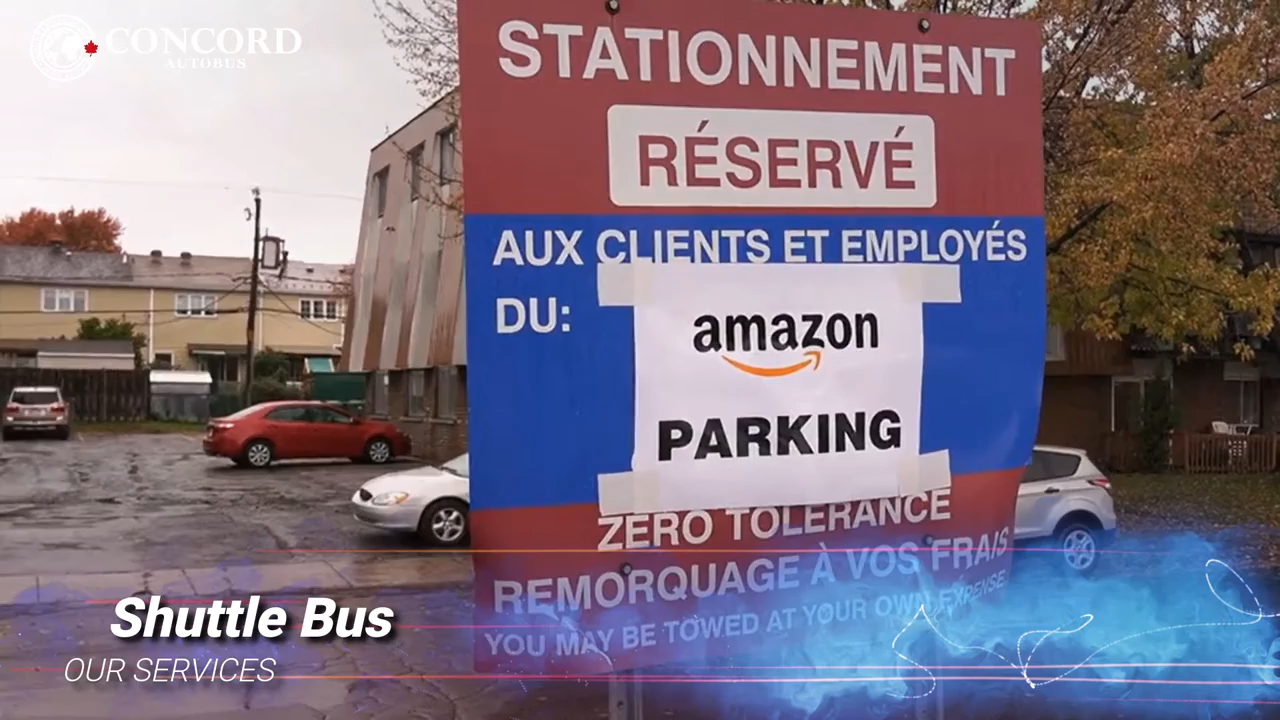 CONCORD
AUTOBUS
STATIONNEMENT
RÉSERVÉ
AUX CLIENTS ET EMPLOYÉS
DU:
amazon
PARKING
ZERO TOLERANCE
REMORQUAGE À VOS FRAIS
YOU MAY BE TOWED AT YOUR OWN EXPENSE
Shuttle Bus
OUR SERVICES